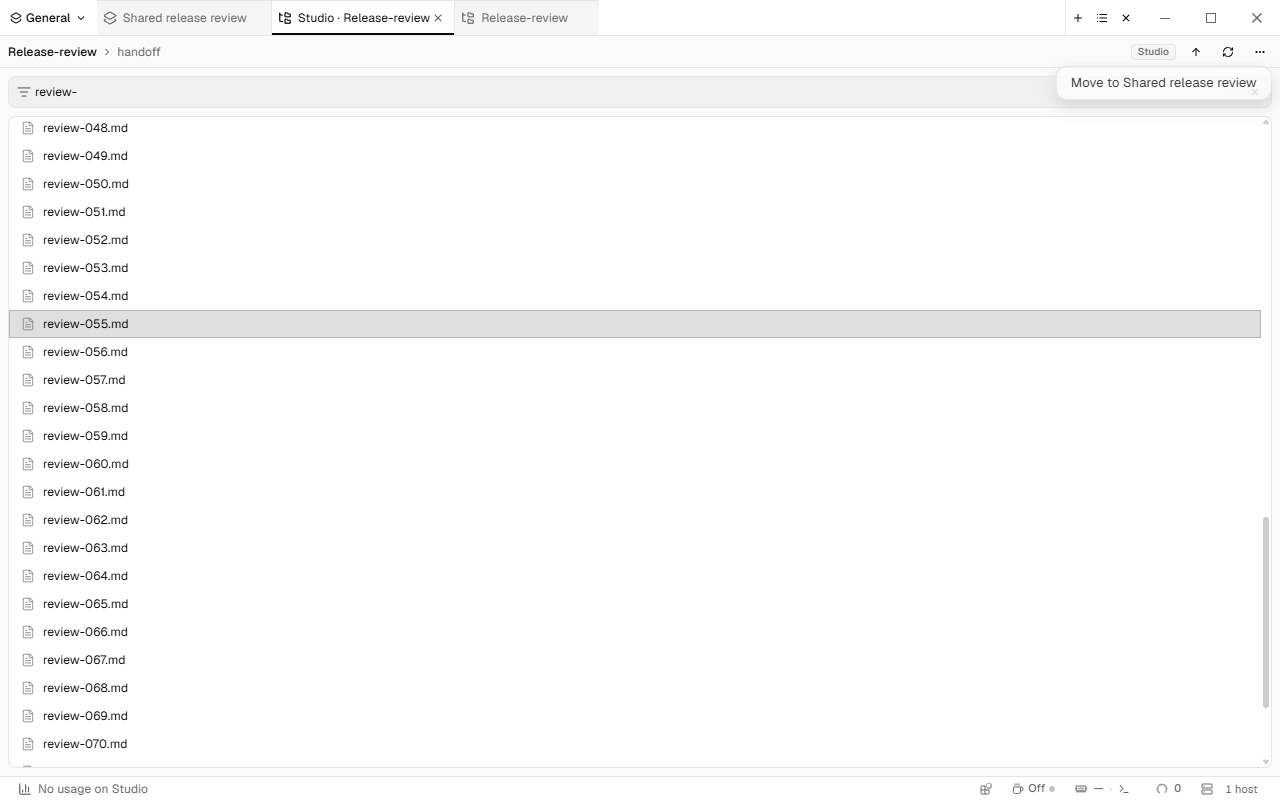 General
Shared release review
Studio · Release-review
Release-review
Release-review > handoff
Studio
Move to Shared release review
review-
review-048.md
review-049.md
review-050.md
review-051.md
review-052.md
review-053.md
review-054.md
review-055.md
review-056.md
review-057.md
review-058.md
review-059.md
review-060.md
review-061.md
review-062.md
review-063.md
review-064.md
review-065.md
review-066.md
review-067.md
review-068.md
review-069.md
review-070.md
No usage on Studio
Off
— ·
0
1 host